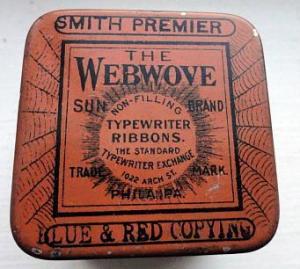 SMITH PREMIER
THE
WEBWOVE
SUN NON-FILLING BRAND
TYPEWRITER
RIBBONS.
THE STANDARD
TYPEWRITER EXCHANGE
TRADE 1022 ARCH ST. MARK.
PHILA., PA.
BLUE & RED COPYING